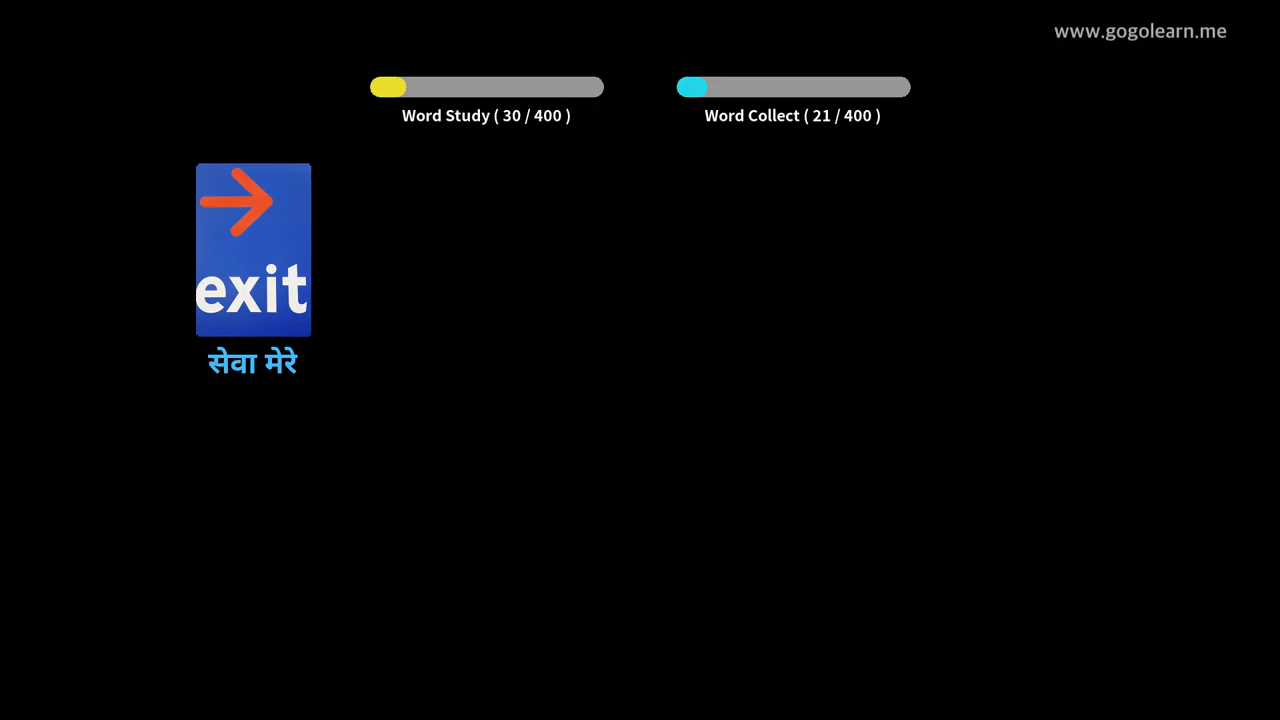 www.gogolearn.me
Word Study ( 30 / 400 )
Word Collect ( 21 / 400 )
exit
सेवा मेरे